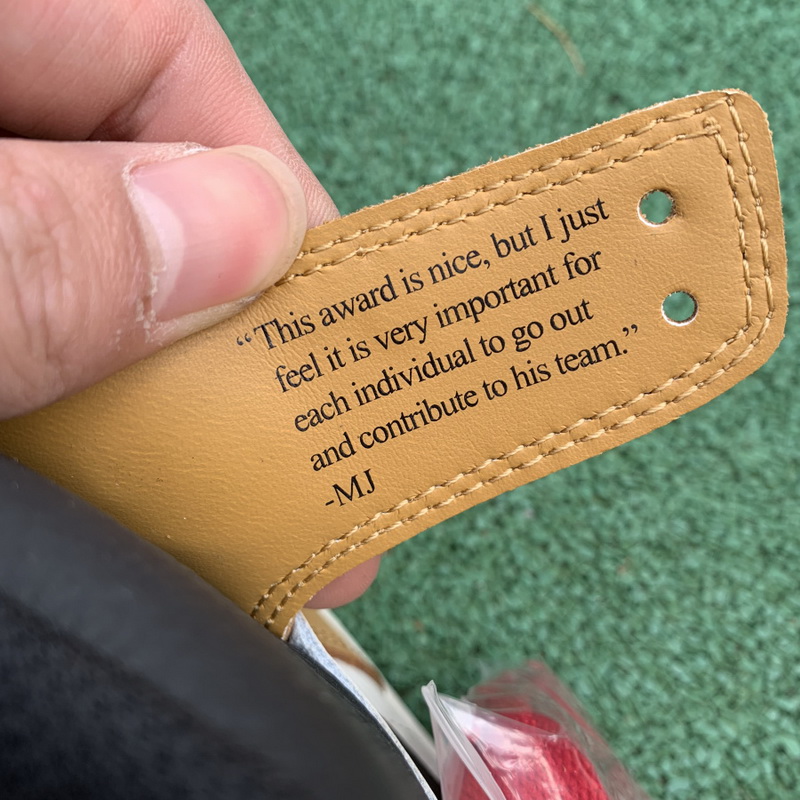 “This award is nice, but I just
feel it is very important for
each individual to go out
and contribute to his team.”
-MJ